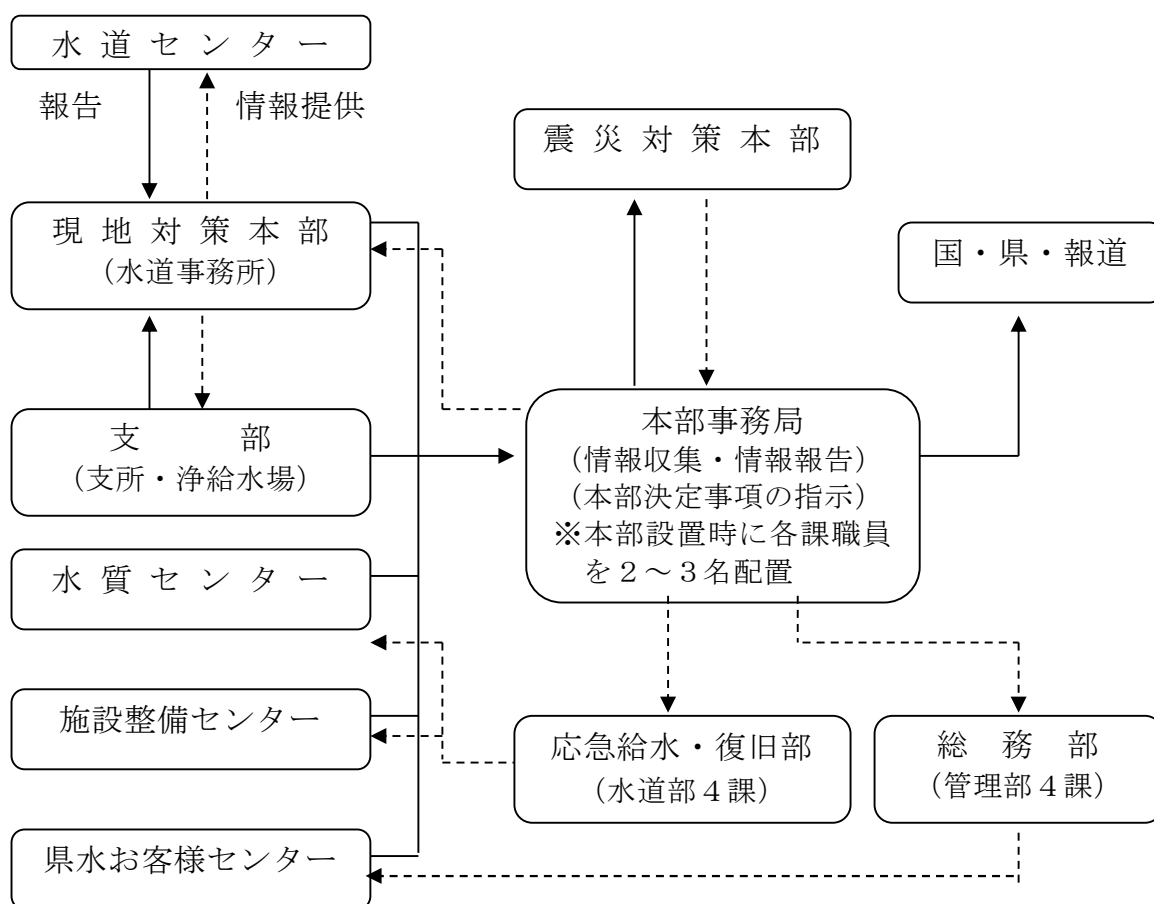 水道センター
報告
情報提供
震災対策本部
現地対策本部
（水道事務所）
国・県・報道
支部
（支所・浄給水場）
本部事務局
（情報収集・情報報告）
（本部決定事項の指示）
※本部設置時に各課職員
を２～３名配置
水質センター
施設整備センター
応急給水・復旧部
（水道部４課）
総務部
（管理部４課）
県水お客様センター